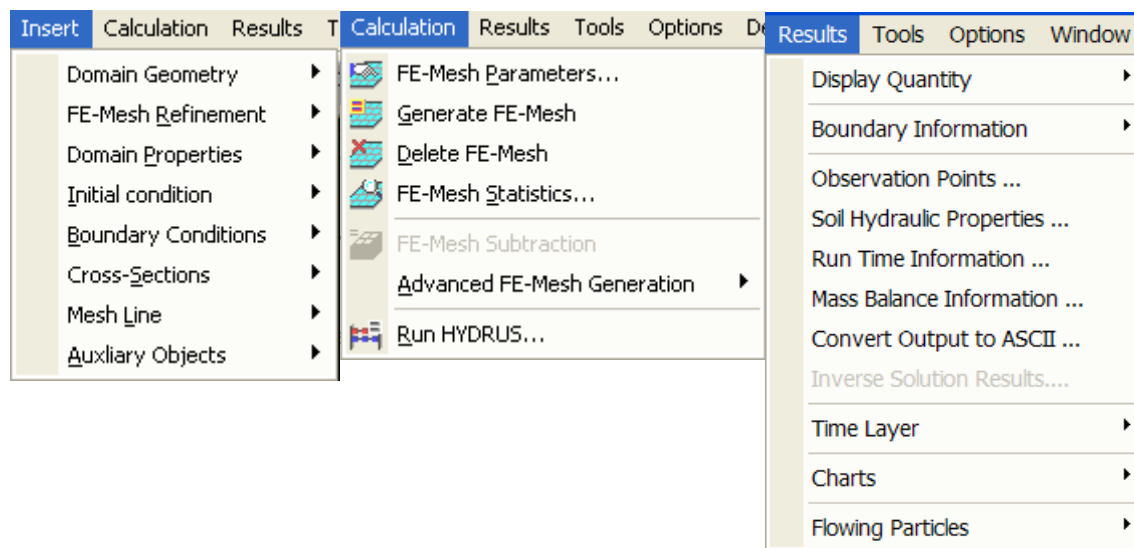 Insert Calculation Results T
Domain Geometry
FE-Mesh Refinement
Domain Properties
Initial condition
Boundary Conditions
Cross-Sections
Mesh Line
Auxliary Objects
Calculation Results Tools Options De
FE-Mesh Parameters...
Generate FE-Mesh
Delete FE-Mesh
FE-Mesh Statistics...
FE-Mesh Subtraction
Advanced FE-Mesh Generation
Run HYDRUS...
Results Tools Options Window
Display Quantity
Boundary Information
Observation Points ...
Soil Hydraulic Properties ...
Run Time Information ...
Mass Balance Information ...
Convert Output to ASCII ...
Inverse Solution Results....
Time Layer
Charts
Flowing Particles